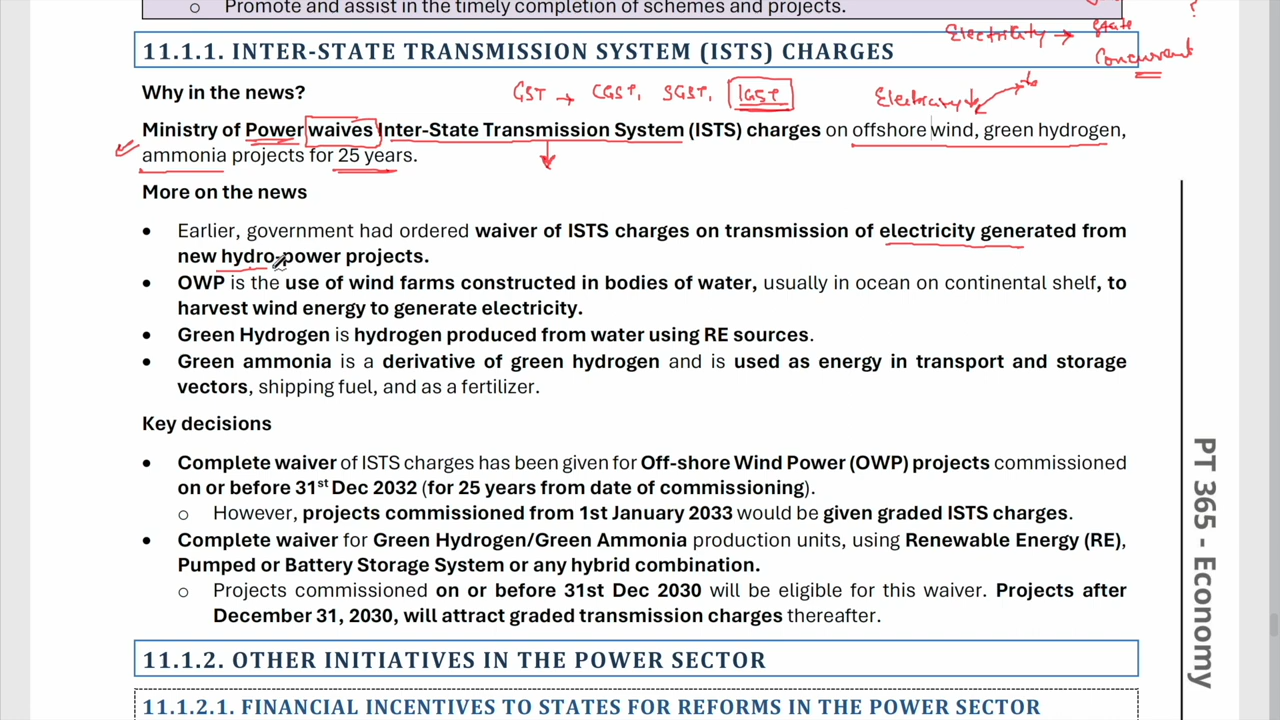 o Promote and assist in the timely completion of schemes and projects.
?
Electricity → State
Concurrent
11.1.1. INTER-STATE TRANSMISSION SYSTEM (ISTS) CHARGES
Why in the news?
GST → CGST, SGST, IGST
Electricity
Ministry of Power waives Inter-State Transmission System (ISTS) charges on offshore wind, green hydrogen,
ammonia projects for 25 years.
More on the news
• Earlier, government had ordered waiver of ISTS charges on transmission of electricity generated from
new hydro-power projects.
• OWP is the use of wind farms constructed in bodies of water, usually in ocean on continental shelf, to
harvest wind energy to generate electricity.
• Green Hydrogen is hydrogen produced from water using RE sources.
• Green ammonia is a derivative of green hydrogen and is used as energy in transport and storage
vectors, shipping fuel, and as a fertilizer.
Key decisions
• Complete waiver of ISTS charges has been given for Off-shore Wind Power (OWP) projects commissioned
on or before 31st Dec 2032 (for 25 years from date of commissioning).
o However, projects commissioned from 1st January 2033 would be given graded ISTS charges.
• Complete waiver for Green Hydrogen/Green Ammonia production units, using Renewable Energy (RE),
Pumped or Battery Storage System or any hybrid combination.
o Projects commissioned on or before 31st Dec 2030 will be eligible for this waiver. Projects after
December 31, 2030, will attract graded transmission charges thereafter.
PT 365 - Economy
11.1.2. OTHER INITIATIVES IN THE POWER SECTOR
11.1.2.1. FINANCIAL INCENTIVES TO STATES FOR REFORMS IN THE POWER SECTOR